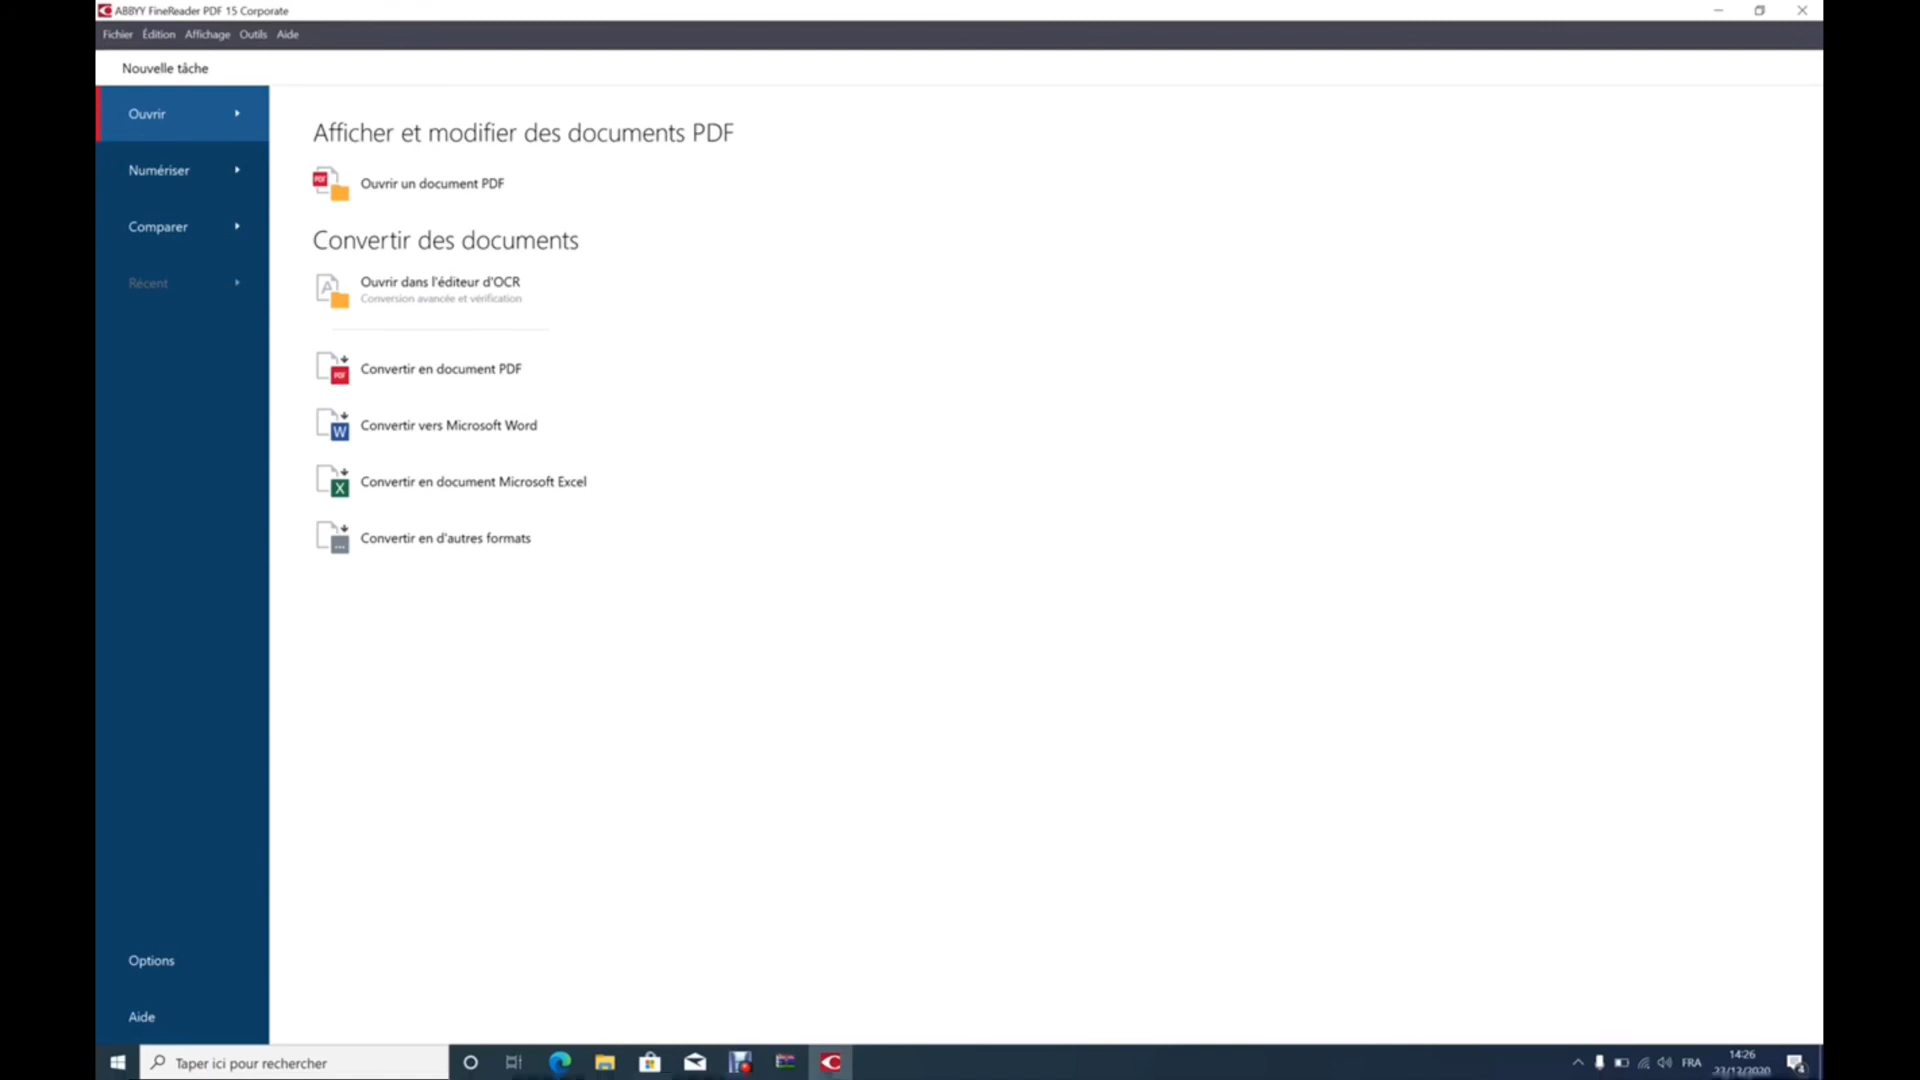 ABBYY FineReader PDF 15 Corporate
Fichier Édition Affichage Outils Aide
Nouvelle tâche
Ouvrir
Numériser
Comparer
Récent
Options
Aide
Afficher et modifier des documents PDF
PDF
Ouvrir un document PDF
Convertir des documents
A
Ouvrir dans l'éditeur d'OCR
Conversion avancée et vérification
PDF
Convertir en document PDF
W
Convertir vers Microsoft Word
X
Convertir en document Microsoft Excel
...
Convertir en d'autres formats
Taper ici pour rechercher
FRA
14:26
23/12/2020
4